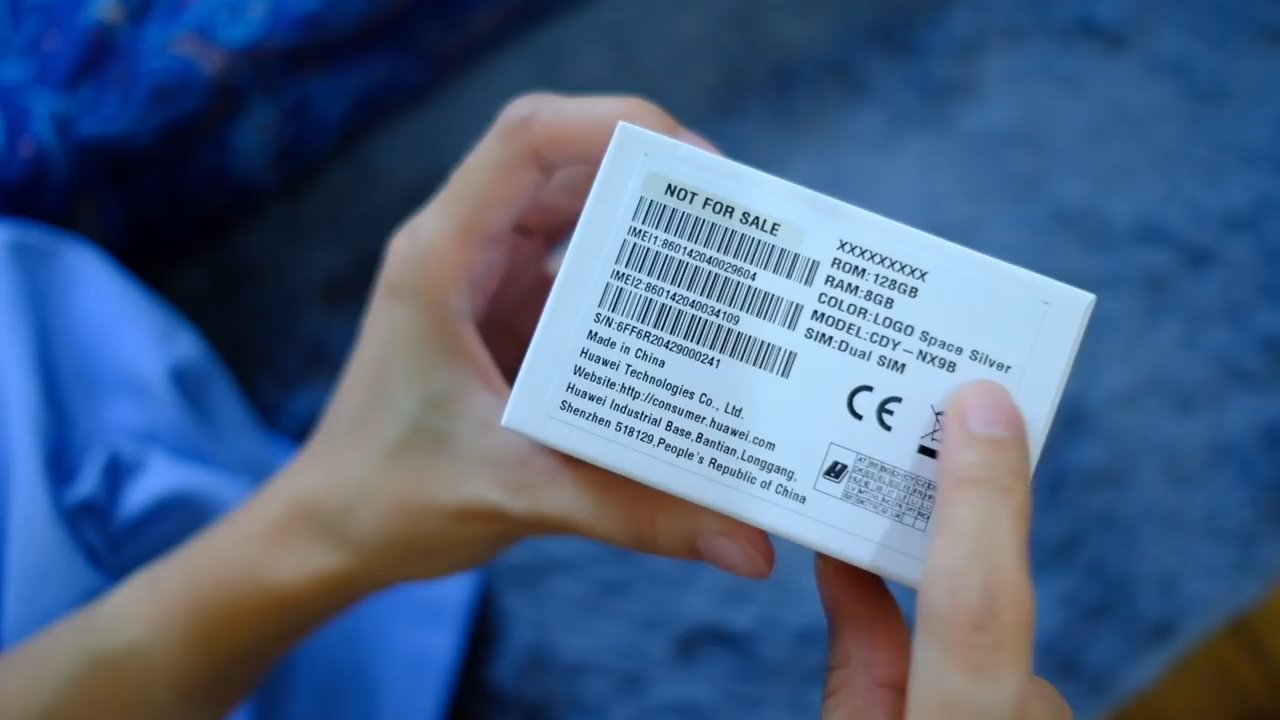 NOT FOR SALE
IMEI1:860142040029604
IMEI2:860142040034109
S/N:6FF6R20429000241
Made in China
Huawei Technologies Co., Ltd.
Website:http://consumer.huawei.com
Huawei Industrial Base,Bantian,Longgang,
Shenzhen 518129,People's Republic of China
XXXXXXXXX
ROM:128GB
RAM:8GB
COLOR:LOGO Space Silver
MODEL:CDY–NX9B
SIM:Dual SIM
CE